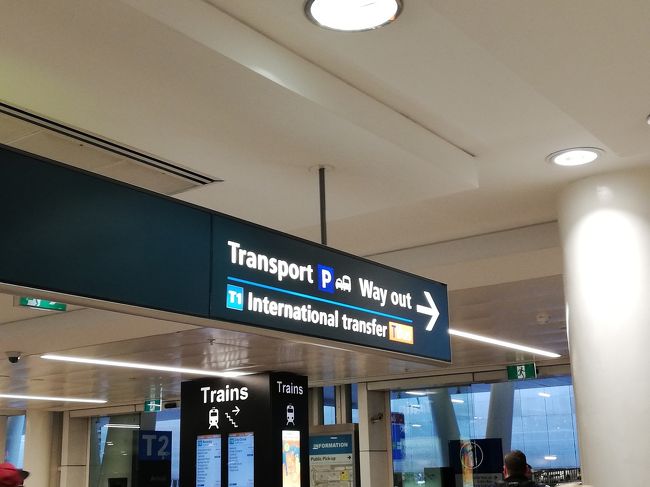 Transport P Way out
T1 International transfer
Trains
Trains
T2
INFORMATION
Public Pick-up